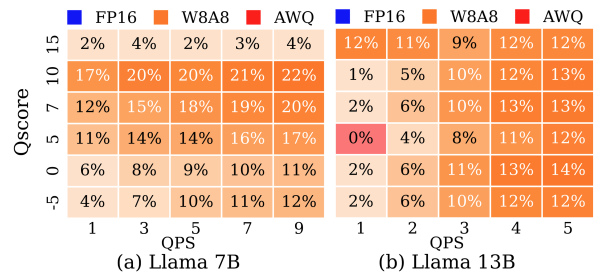 FP16 W8A8 AWQ FP16 W8A8 AWQ
Qscore
15 2% 4% 2% 3% 4% 12% 11% 9% 12% 12%
10 17% 20% 20% 21% 22% 1% 5% 10% 12% 13%
7 12% 15% 18% 19% 20% 2% 6% 10% 13% 13%
5 11% 14% 14% 16% 17% 0% 4% 8% 11% 12%
0 6% 8% 9% 10% 11% 2% 6% 11% 13% 14%
-5 4% 7% 10% 11% 12% 2% 6% 10% 12% 12%
1 3 5 7 9 1 2 3 4 5
QPS QPS
(a) Llama 7B (b) Llama 13B